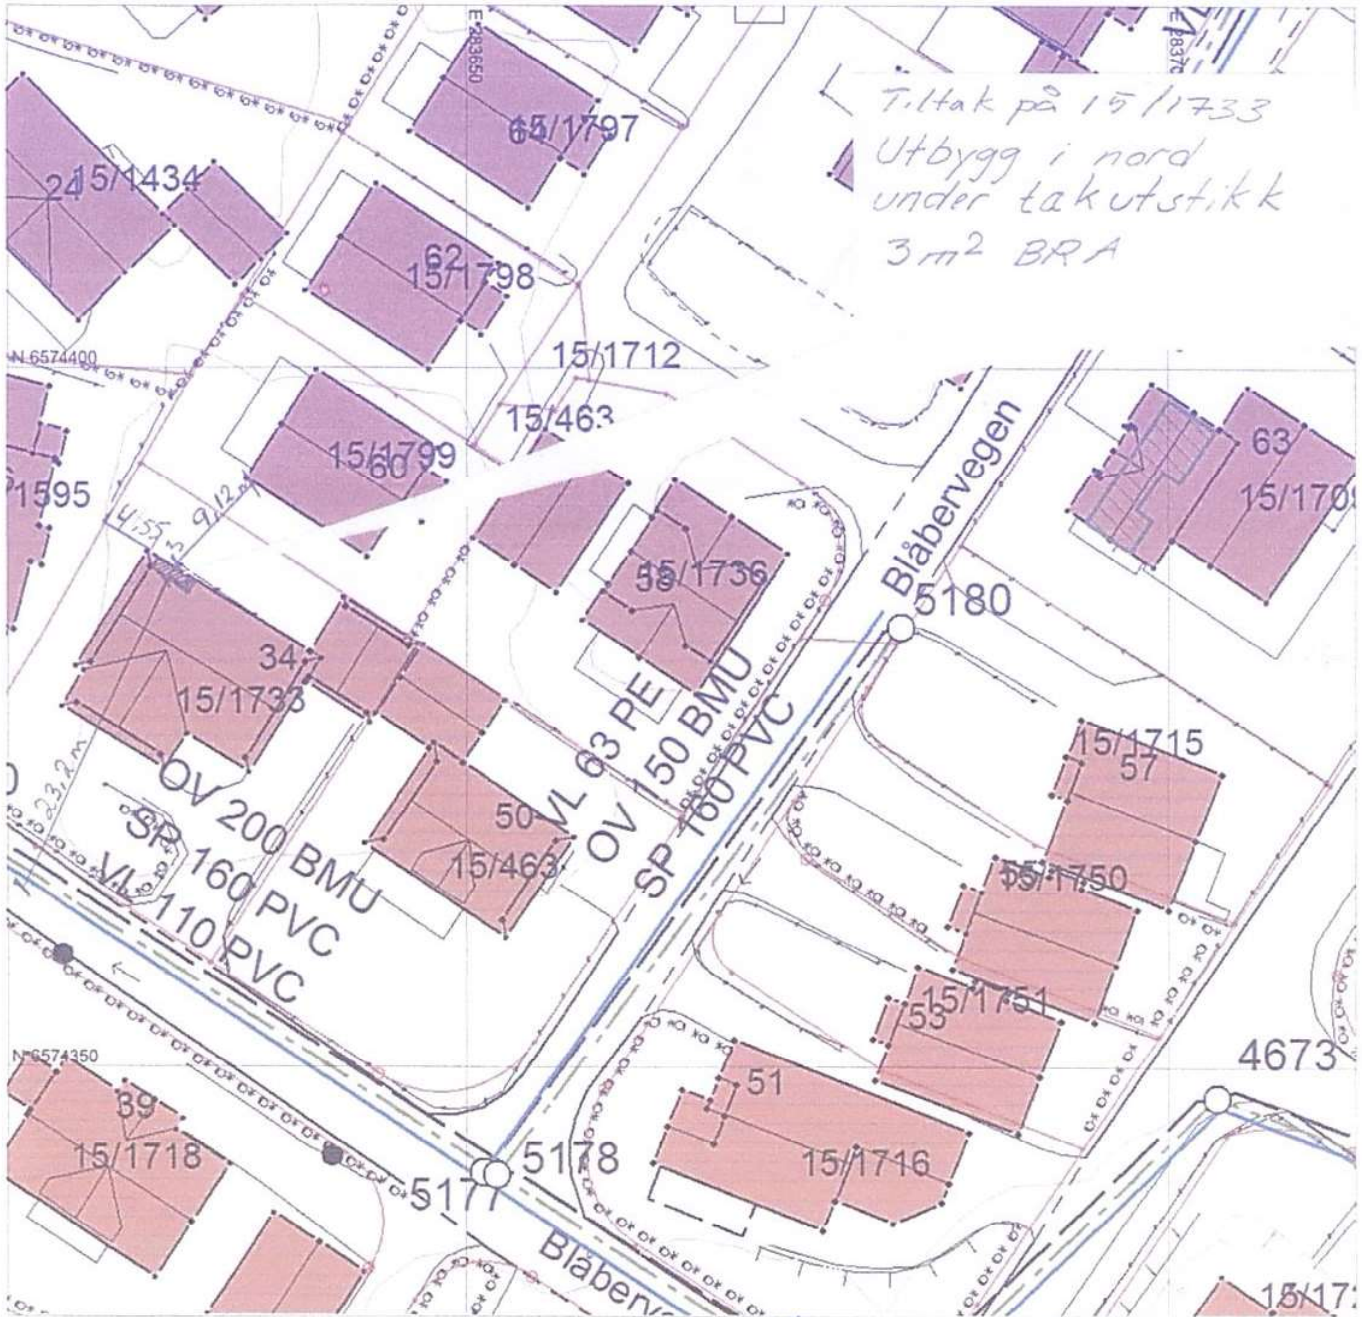 E 283650
Tiltak på 15/1733
Utbygg i nord
under takutstikk
3 m² BRA
15/1797
24
15/1434
62
15/1798
N 6574400
15/1712
15/463
15/1799
60
1595
4,55 m
9,12 m
63
Blåbervegen
15/1736
5180
34
15/1733
23,2 m
VL 63 PE
OV 150 BMU
SP 160 PVC
OV 200 BMU
SP 160 PVC
VL 110 PVC
50
15/463
15/1715
57
15/1750
15/1751
53
N 6574350
51
4673
39
15/1718
15/1716
5178
5177